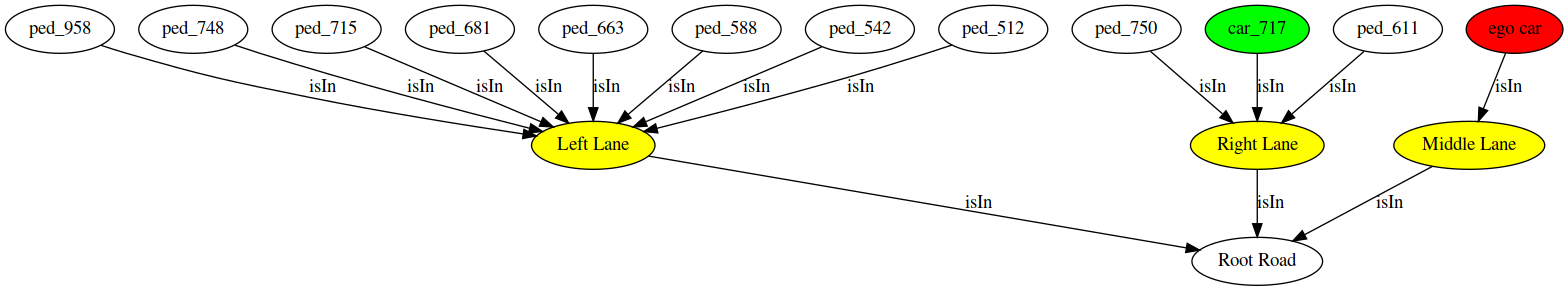 ped_958 ped_748 ped_715 ped_681 ped_663 ped_588 ped_542 ped_512 ped_750 car_717 ped_611 ego car
isIn isIn isIn isIn isIn isIn isIn isIn isIn isIn isIn isIn
Left Lane Right Lane Middle Lane
isIn isIn isIn
Root Road